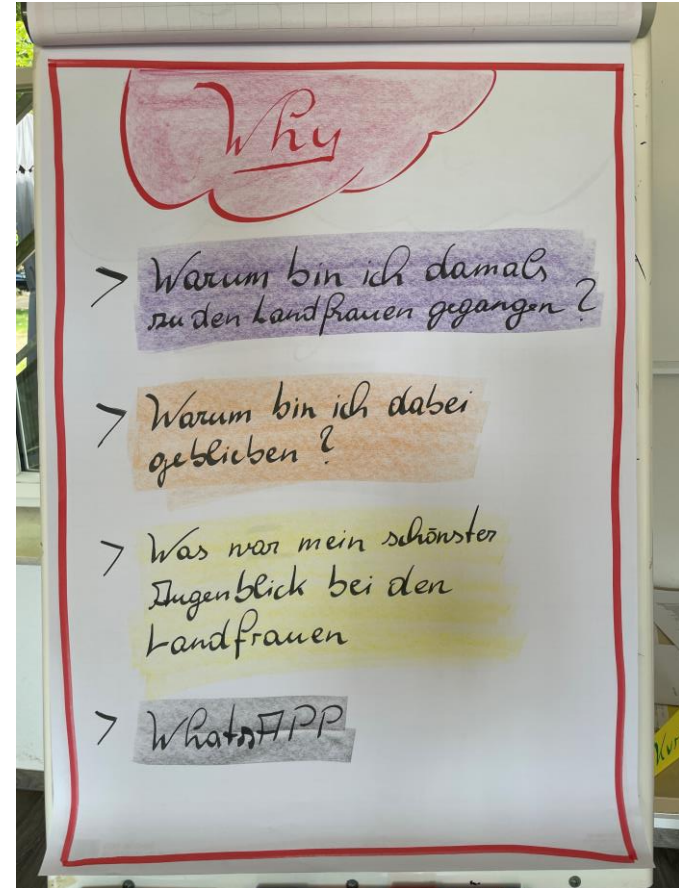 Why
> Warum bin ich damals
zu den Landfrauen gegangen?
> Warum bin ich dabei
geblieben?
> Was war mein schönster
Augenblick bei den
Landfrauen
> WhatsAPP